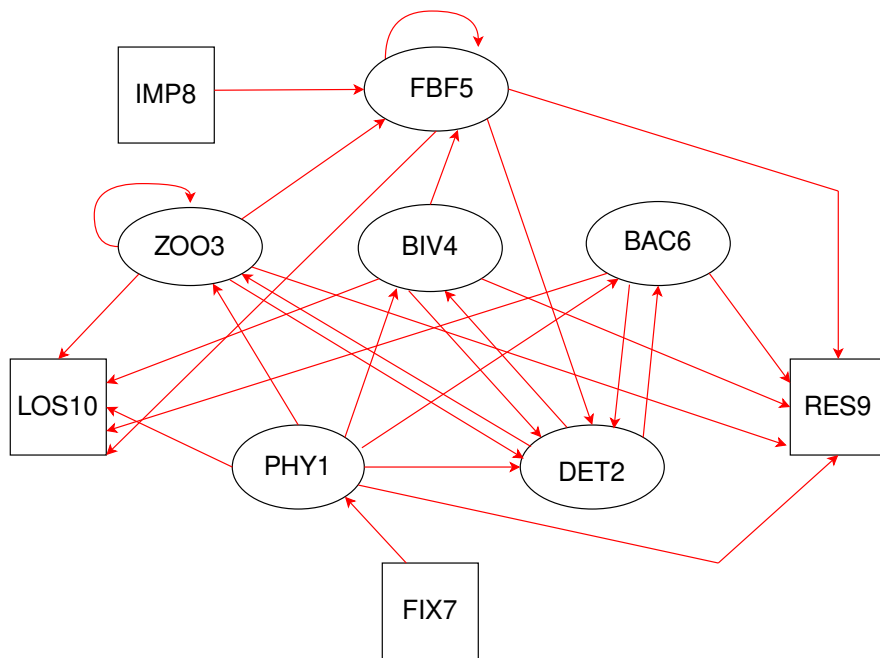 IMP8
FBF5
ZOO3
BIV4
BAC6
LOS10
RES9
PHY1
DET2
FIX7